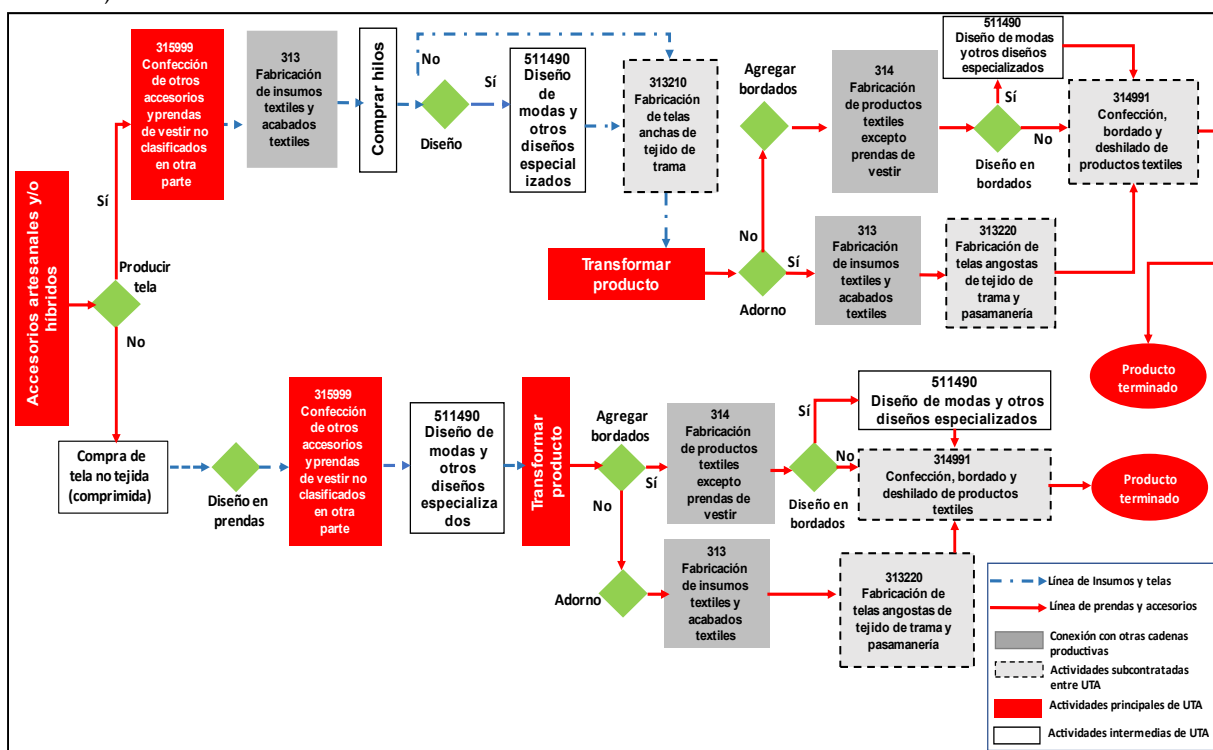 )
Accesorios artesanales y/o
híbridos
Sí
Producir
tela
No
315999
Confección
de otros
accesorios
y prendas
de vestir no
clasificados
en otra
parte
313
Fabricación
de insumos
textiles y
acabados
textiles
Comprar hilos
No
Sí
Diseño
511490
Diseño
de
modas y
otros
diseños
especial
izados
313210
Fabricación
de telas
anchas de
tejido de
trama
Transformar
producto
Agregar
bordados
No
Sí
Adorno
314
Fabricación
de productos
textiles
excepto
prendas de
vestir
511490
Diseño de modas
y otros diseños
especializados
Sí
No
Diseño en
bordados
314991
Confección,
bordado y
deshilado de
productos textiles
313
Fabricación
de insumos
textiles y
acabados
textiles
313220
Fabricación de
telas angostas
de tejido de
trama y
pasamanería
Producto
terminado
Compra de
tela no tejida
(comprimida)
Diseño en
prendas
315999
Confección
de otros
accesorios
y prendas
de vestir no
clasificados
en otra
parte
511490
Diseño de
modas y
otros
diseños
especializa
dos
Transformar
producto
Agregar
bordados
Sí
No
314
Fabricación
de productos
textiles
excepto
prendas de
vestir
Sí
No
Diseño en
bordados
511490
Diseño de modas y otros
diseños especializados
314991
Confección, bordado y
deshilado de productos
textiles
Producto
terminado
Adorno
313
Fabricación
de insumos
textiles y
acabados
textiles
313220
Fabricación de
telas angostas de
tejido de trama y
pasamanería
Línea de Insumos y telas
Línea de prendas y accesorios
Conexión con otras cadenas
productivas
Actividades subcontratadas
entre UTA
Actividades principales de UTA
Actividades intermedias de UTA